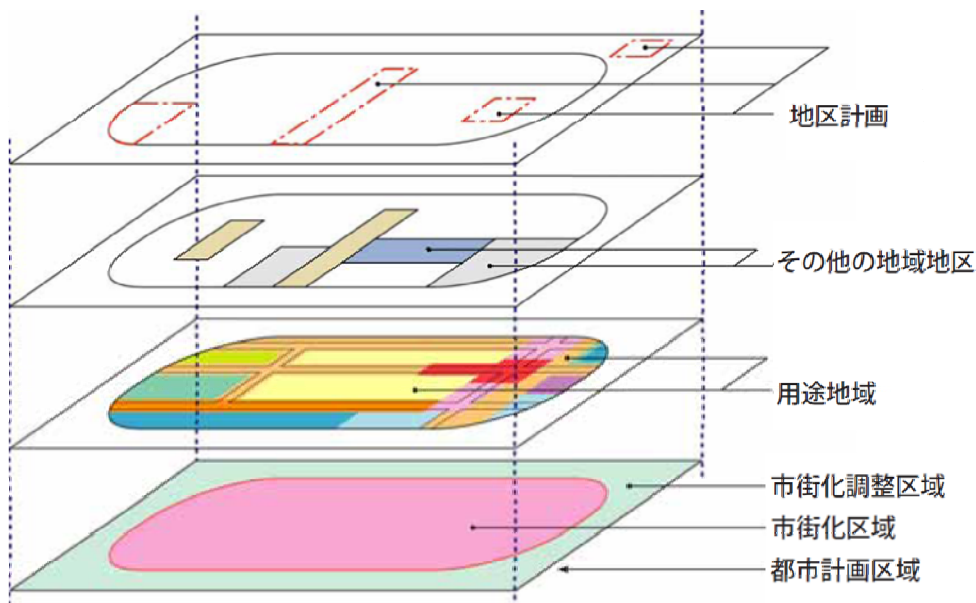 地区計画
その他の地域地区
用途地域
市街化調整区域
市街化区域
都市計画区域